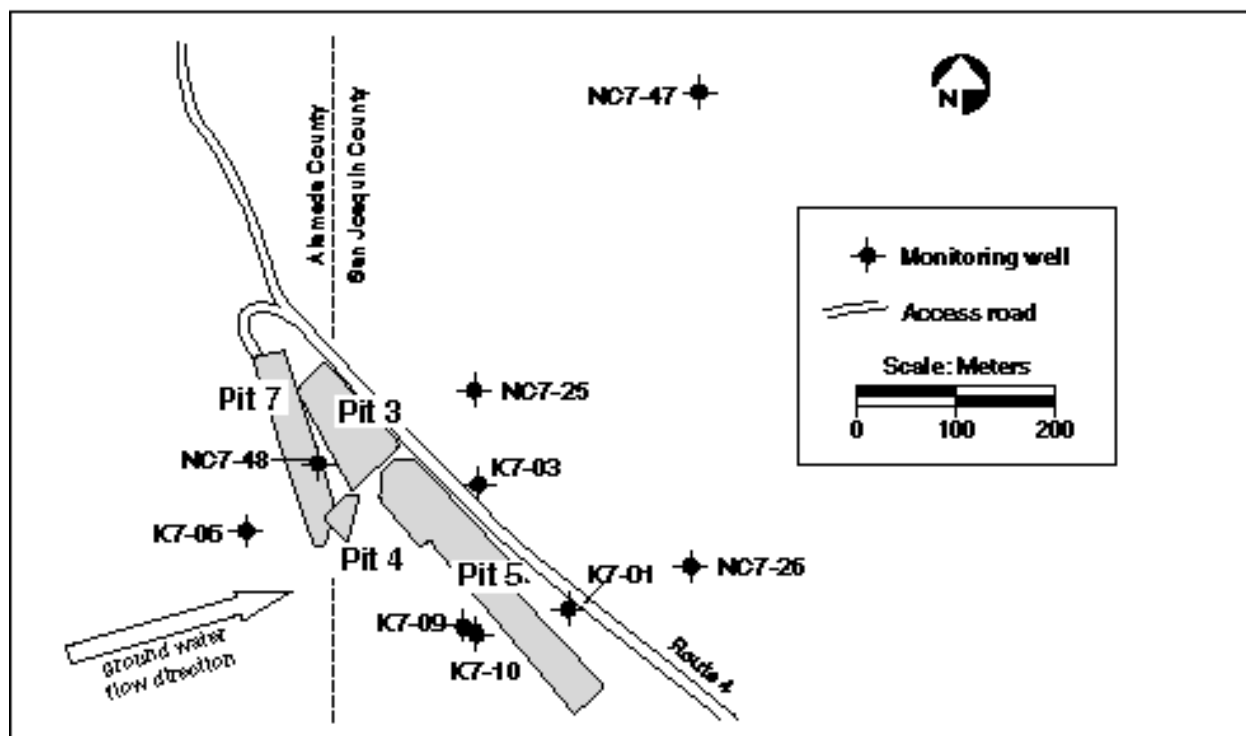 NC7-47
N
Alameda County
San Joaquin County
Monitoring well
Access road
Scale: Meters
0 100 200
Pit 7
Pit 3
NC7-25
NC7-48
K7-03
K7-06
Pit 4
Pit 5
K7-01
NC7-26
K7-09
K7-10
ground water
flow direction
Route 4